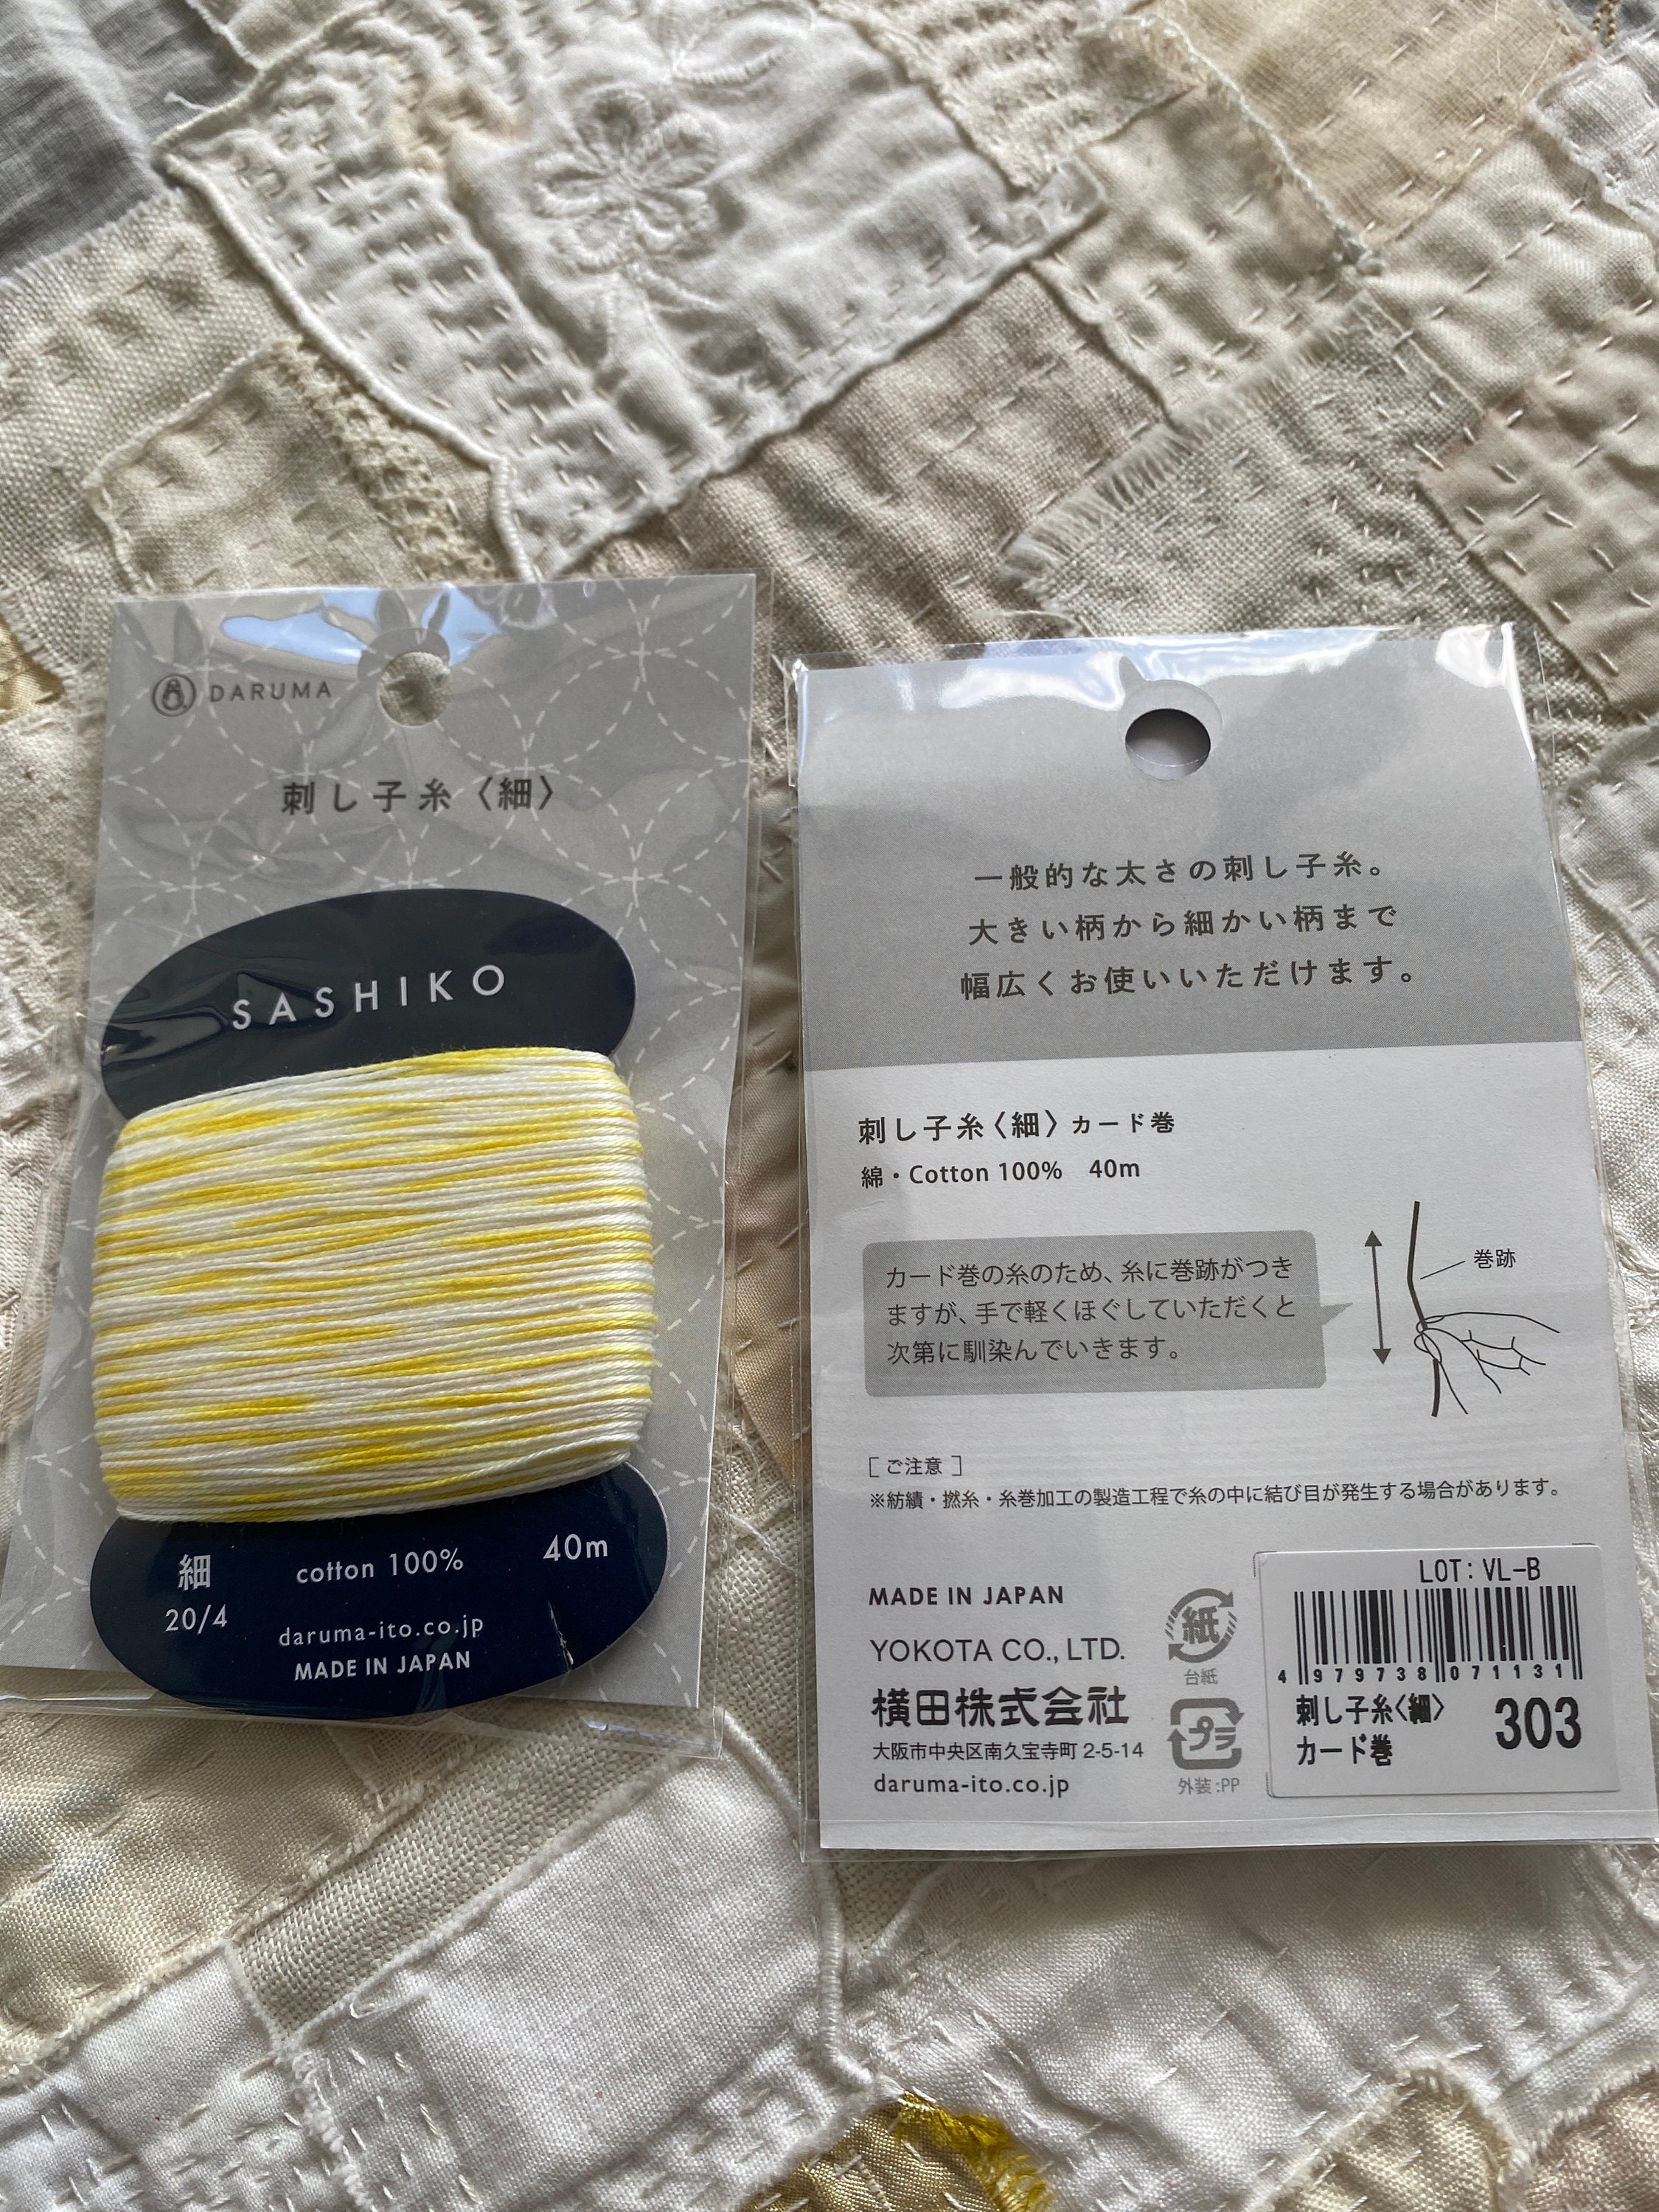 DARUMA
刺し子糸〈細〉
SASHIKO
細
20/4
cotton 100%
40m
daruma-ito.co.jp
MADE IN JAPAN
一般的な太さの刺し子糸。
大きい柄から細かい柄まで
幅広くお使いいただけます。
刺し子糸〈細〉カード巻
綿・Cotton 100% 40m
カード巻の糸のため、糸に巻跡がつき
ますが、手で軽くほぐしていただくと
次第に馴染んでいきます。
巻跡
[ ご注意 ]
※紡績・撚糸・糸巻加工の製造工程で糸の中に結び目が発生する場合があります。
MADE IN JAPAN
YOKOTA CO., LTD.
横田株式会社
大阪市中央区南久宝寺町 2-5-14
daruma-ito.co.jp
紙
台紙
プラ
外装:PP
LOT: VL-B
4 979738 071131
刺し子糸<細>
カード巻
303